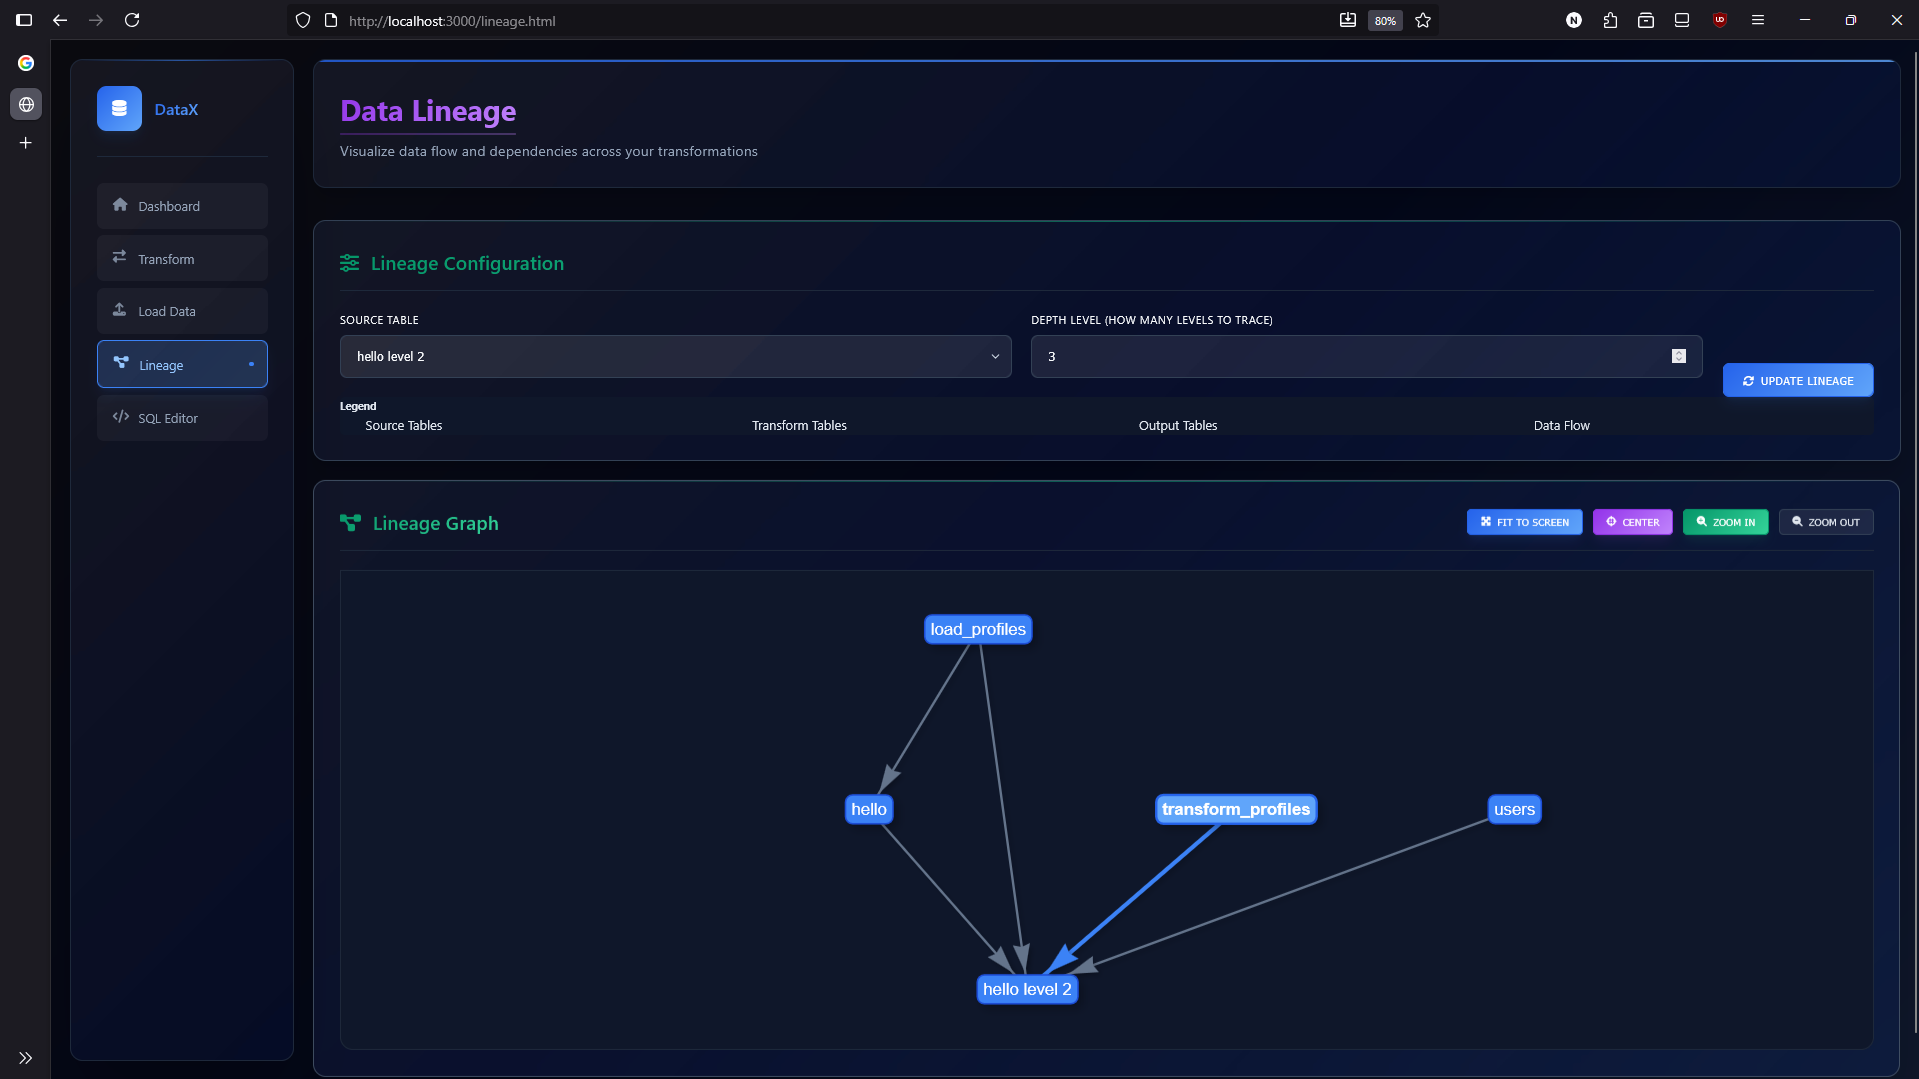 http://localhost:3000/lineage.html
80%
N
DataX
Dashboard
Transform
Load Data
Lineage
SQL Editor
Data Lineage
Visualize data flow and dependencies across your transformations
Lineage Configuration
SOURCE TABLE
hello level 2
DEPTH LEVEL (HOW MANY LEVELS TO TRACE)
3
UPDATE LINEAGE
Legend
Source Tables
Transform Tables
Output Tables
Data Flow
Lineage Graph
FIT TO SCREEN
CENTER
ZOOM IN
ZOOM OUT
load_profiles
hello
transform_profiles
users
hello level 2